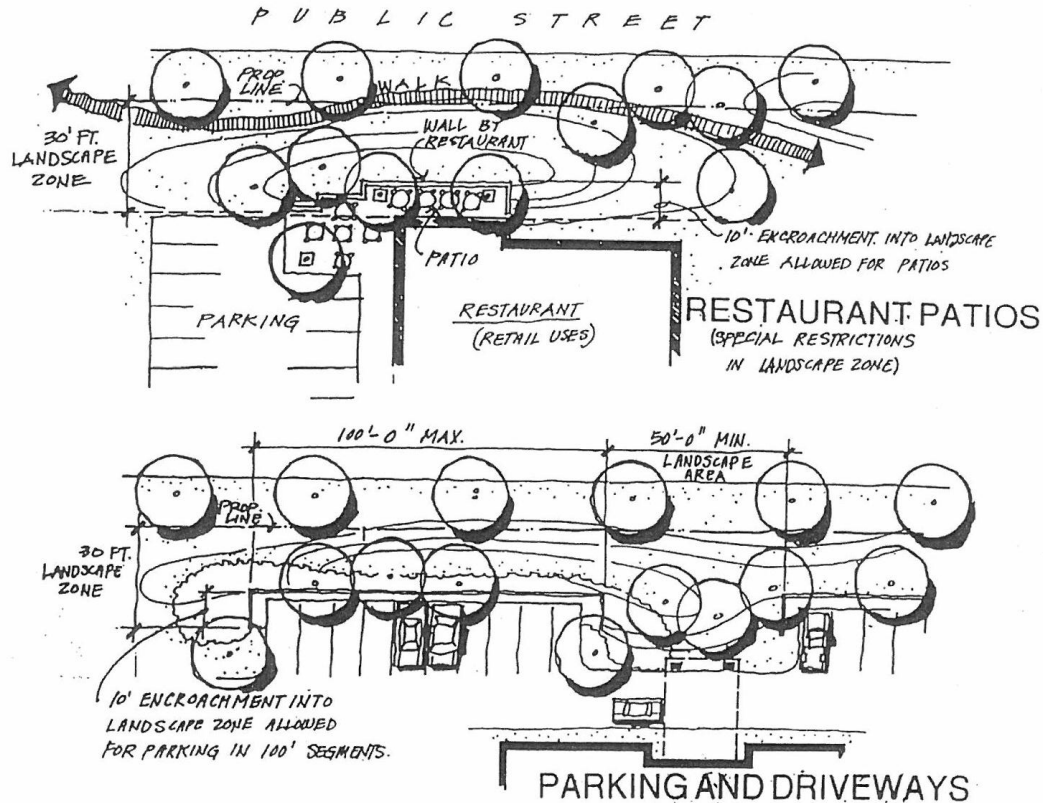 PUBLIC STREET
PROP
LINE
WALK
30' FT.
LANDSCAPE
ZONE
WALL BY
RESTAURANT
PATIO
10' EXCROACHMENT INTO LANDSCAPE
ZONE ALLOWED FOR PATIOS
PARKING
RESTAURANT
(RETAIL USES)
RESTAURANT PATIOS
(SPECIAL RESTRICTIONS
IN LANDSCAPE ZONE)
100'-0" MAX.
50'-0" MIN.
LANDSCAPE
AREA
PROP
LINE
30 FT.
LANDSCAPE
ZONE
10' ENCROACHMENT INTO
LANDSCAPE ZONE ALLOWED
FOR PARKING IN 100' SEGMENTS.
PARKING AND DRIVEWAYS